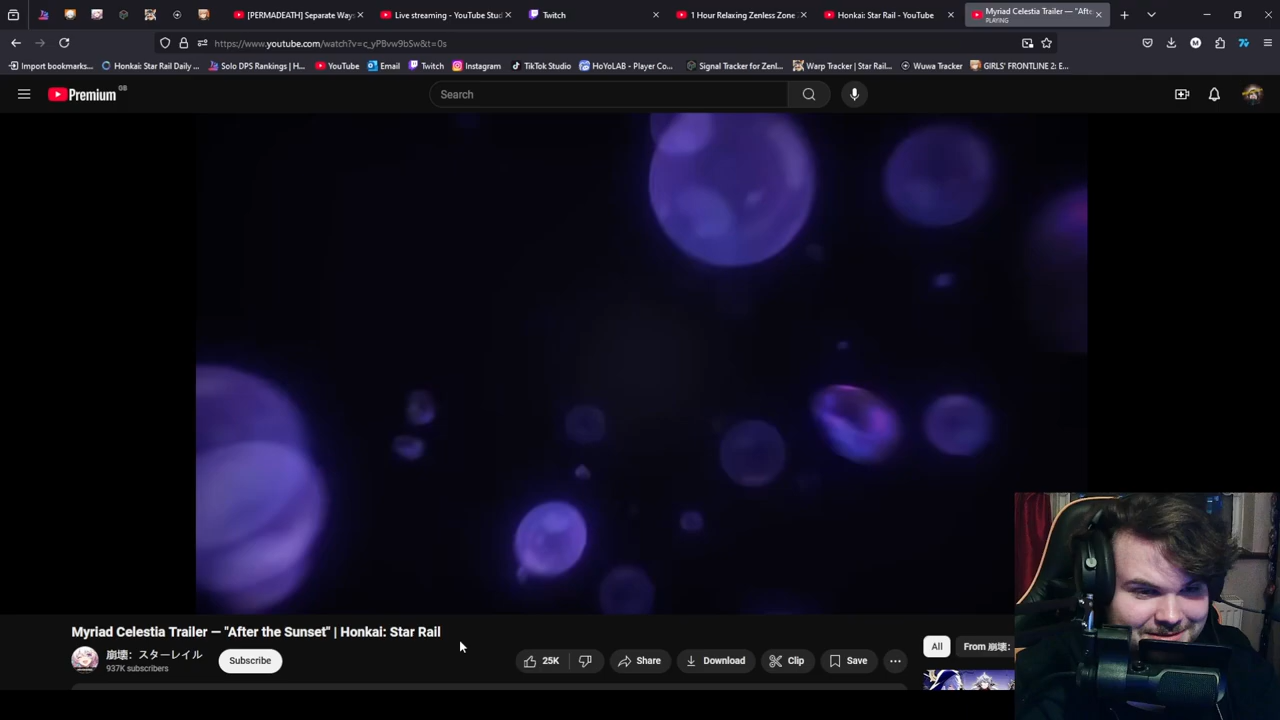 [PERMADEATH] Separate Ways
Live streaming - YouTube Stud
Twitch
1 Hour Relaxing Zenless Zone
Honkai: Star Rail - YouTube
Myriad Celestia Trailer — "Afte
PLAYING
https://www.youtube.com/watch?v=c_yPBvw9bSw&t=0s
Import bookmarks...
Honkai: Star Rail Daily ...
Solo DPS Rankings | H...
YouTube
Email
Twitch
Instagram
TikTok Studio
HoYoLAB - Player Co...
Signal Tracker for Zenl...
Warp Tracker | Star Rail...
Wuwa Tracker
GIRLS' FRONTLINE 2: E...
Premium GB
Search
Myriad Celestia Trailer — "After the Sunset" | Honkai: Star Rail
崩壊：スターレイル
937K subscribers
Subscribe
25K
Share
Download
Clip
Save
All
From 崩壊：